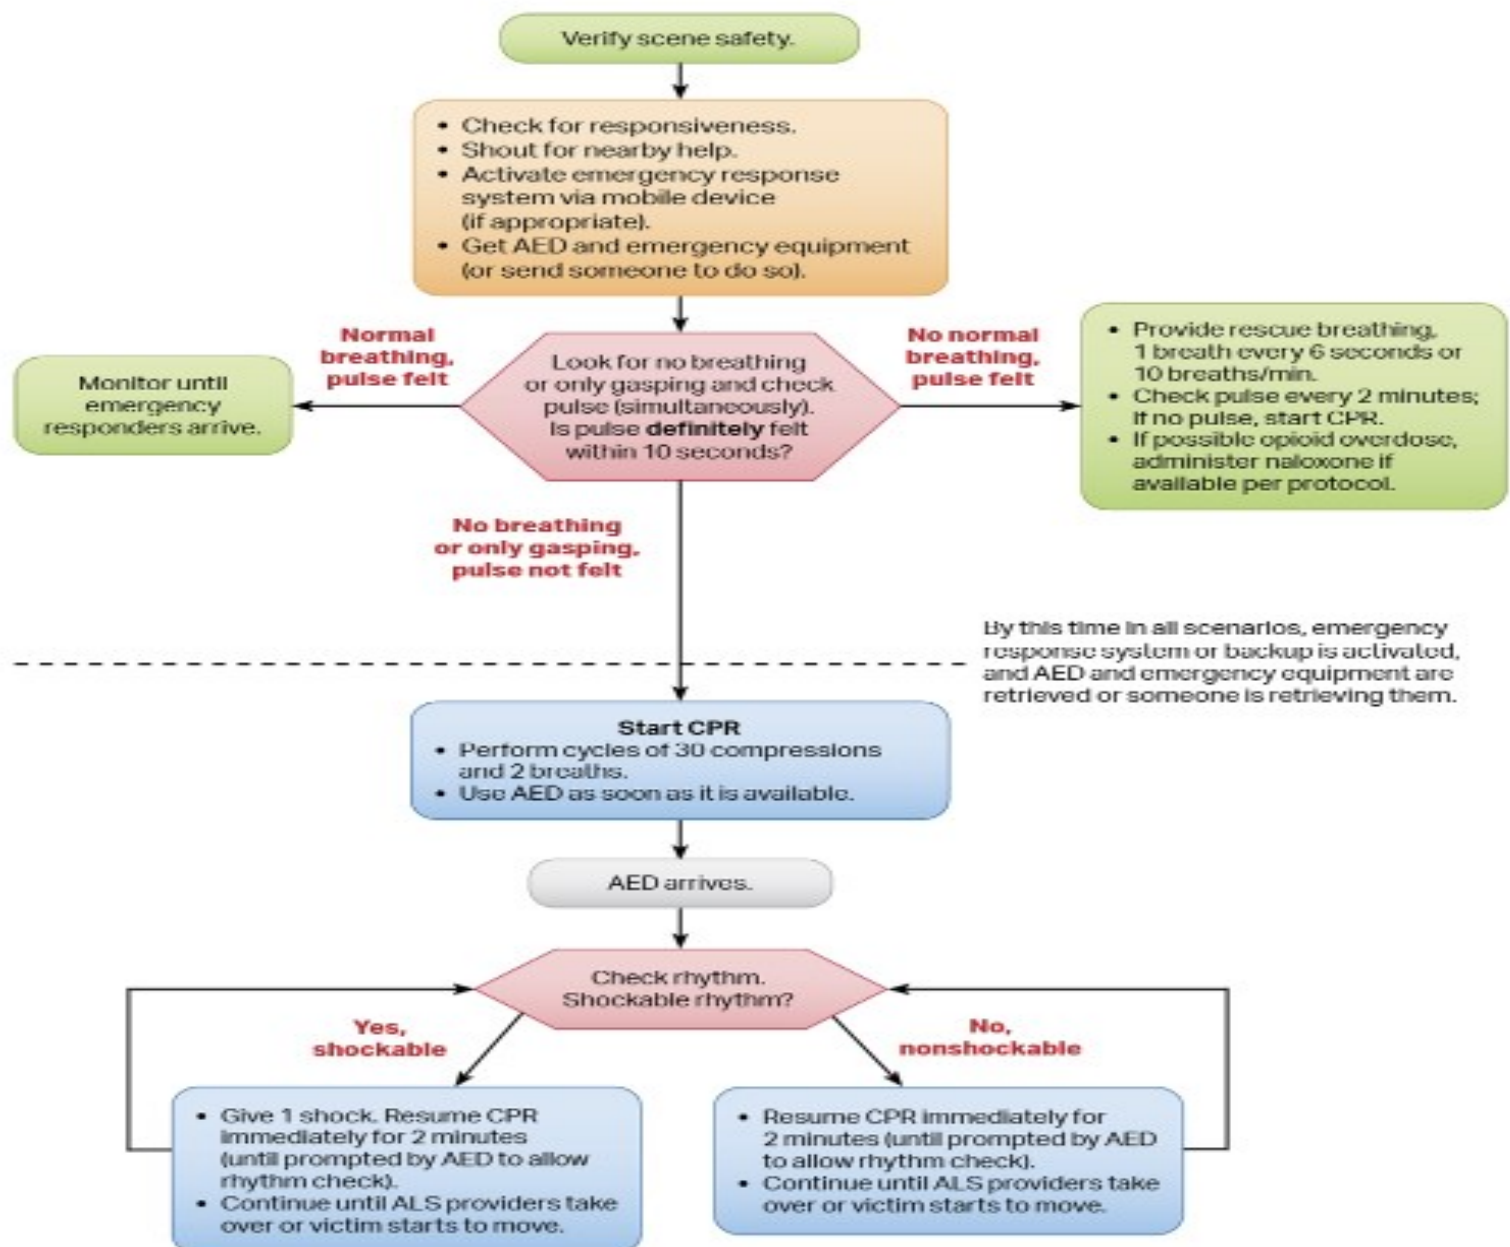 Verify scene safety.
• Check for responsiveness.
• Shout for nearby help.
• Activate emergency response
system via mobile device
(if appropriate).
• Get AED and emergency equipment
(or send someone to do so).
Normal
breathing,
pulse felt
No normal
breathing,
pulse felt
Monitor until
emergency
responders arrive.
Look for no breathing
or only gasping and check
pulse (simultaneously).
Is pulse definitely felt
within 10 seconds?
• Provide rescue breathing,
1 breath every 6 seconds or
10 breaths/min.
• Check pulse every 2 minutes;
If no pulse, start CPR.
• If possible opioid overdose,
administer naloxone if
available per protocol.
No breathing
or only gasping,
pulse not felt
By this time in all scenarios, emergency
response system or backup is activated,
and AED and emergency equipment are
retrieved or someone is retrieving them.
Start CPR
• Perform cycles of 30 compressions
and 2 breaths.
• Use AED as soon as it is available.
AED arrives.
Check rhythm.
Shockable rhythm?
Yes,
shockable
No,
nonshockable
• Give 1 shock. Resume CPR
immediately for 2 minutes
(until prompted by AED to allow
rhythm check).
• Continue until ALS providers take
over or victim starts to move.
• Resume CPR immediately for
2 minutes (until prompted by AED
to allow rhythm check).
• Continue until ALS providers take
over or victim starts to move.